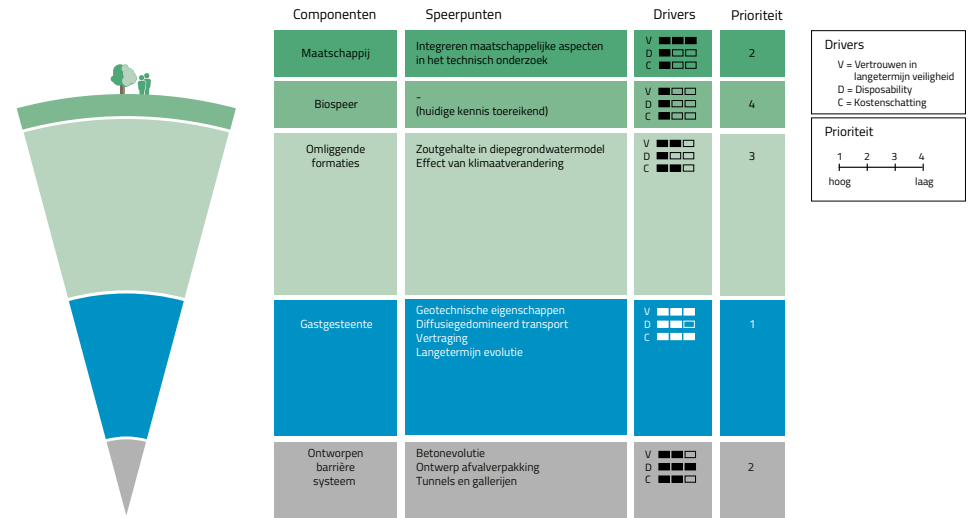 Componenten Speerpunten Drivers Prioriteit
Maatschappij
Integreren maatschappelijke aspecten
in het technisch onderzoek
V
D
C
2
Biospeer
-
(huidige kennis toereikend)
V
D
C
4
Omliggende
formaties
Zoutgehalte in diepegrondwatermodel
Effect van klimaatverandering
V
D
C
3
Gastgesteente
Geotechnische eigenschappen
Diffusiegedomineerd transport
Vertraging
Langetermijn evolutie
V
D
C
1
Ontworpen
barrière
systeem
Betonevolutie
Ontwerp afvalverpakking
Tunnels en gallerijen
V
D
C
2
Drivers
V = Vertrouwen in
langetermijn veiligheid
D = Disposability
C = Kostenschatting
Prioriteit
1 2 3 4
hoog laag